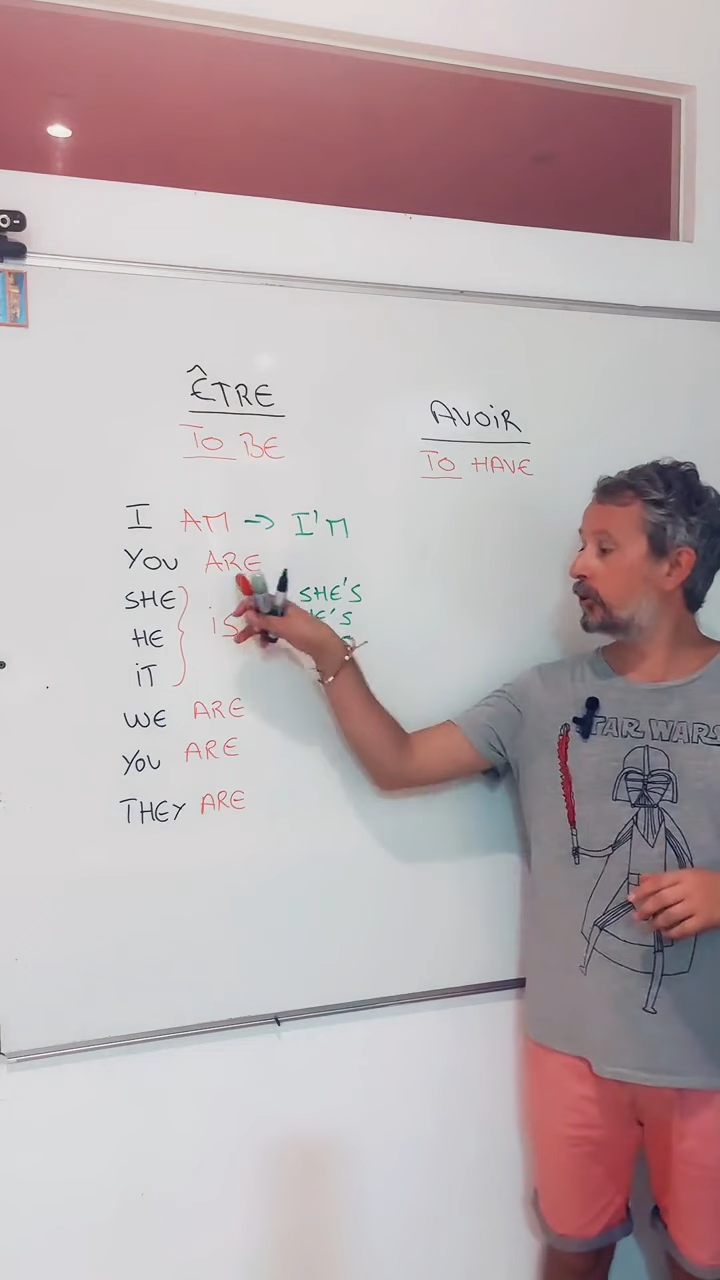 ÊTRE
TO BE
AVOIR
TO HAVE
I AM -> I'M
YOU ARE
SHE
HE
IT
IS
SHE'S
WE ARE
YOU ARE
THEY ARE
STAR WARS